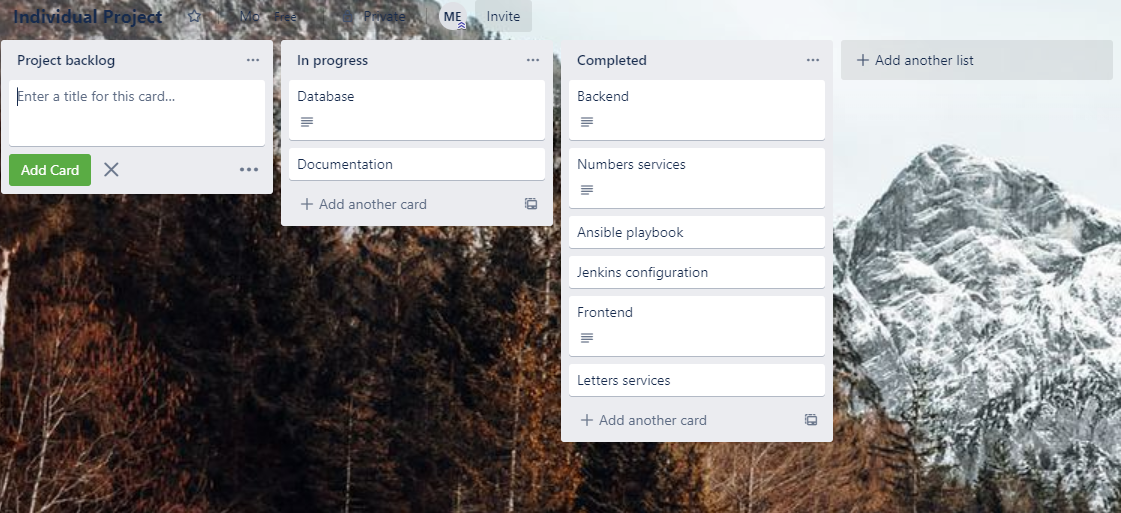 Individual Project
Free
Private
ME
Invite
Project backlog
Enter a title for this card...
Add Card
In progress
Database
Documentation
Add another card
Completed
Backend
Numbers services
Ansible playbook
Jenkins configuration
Frontend
Letters services
Add another card
Add another list